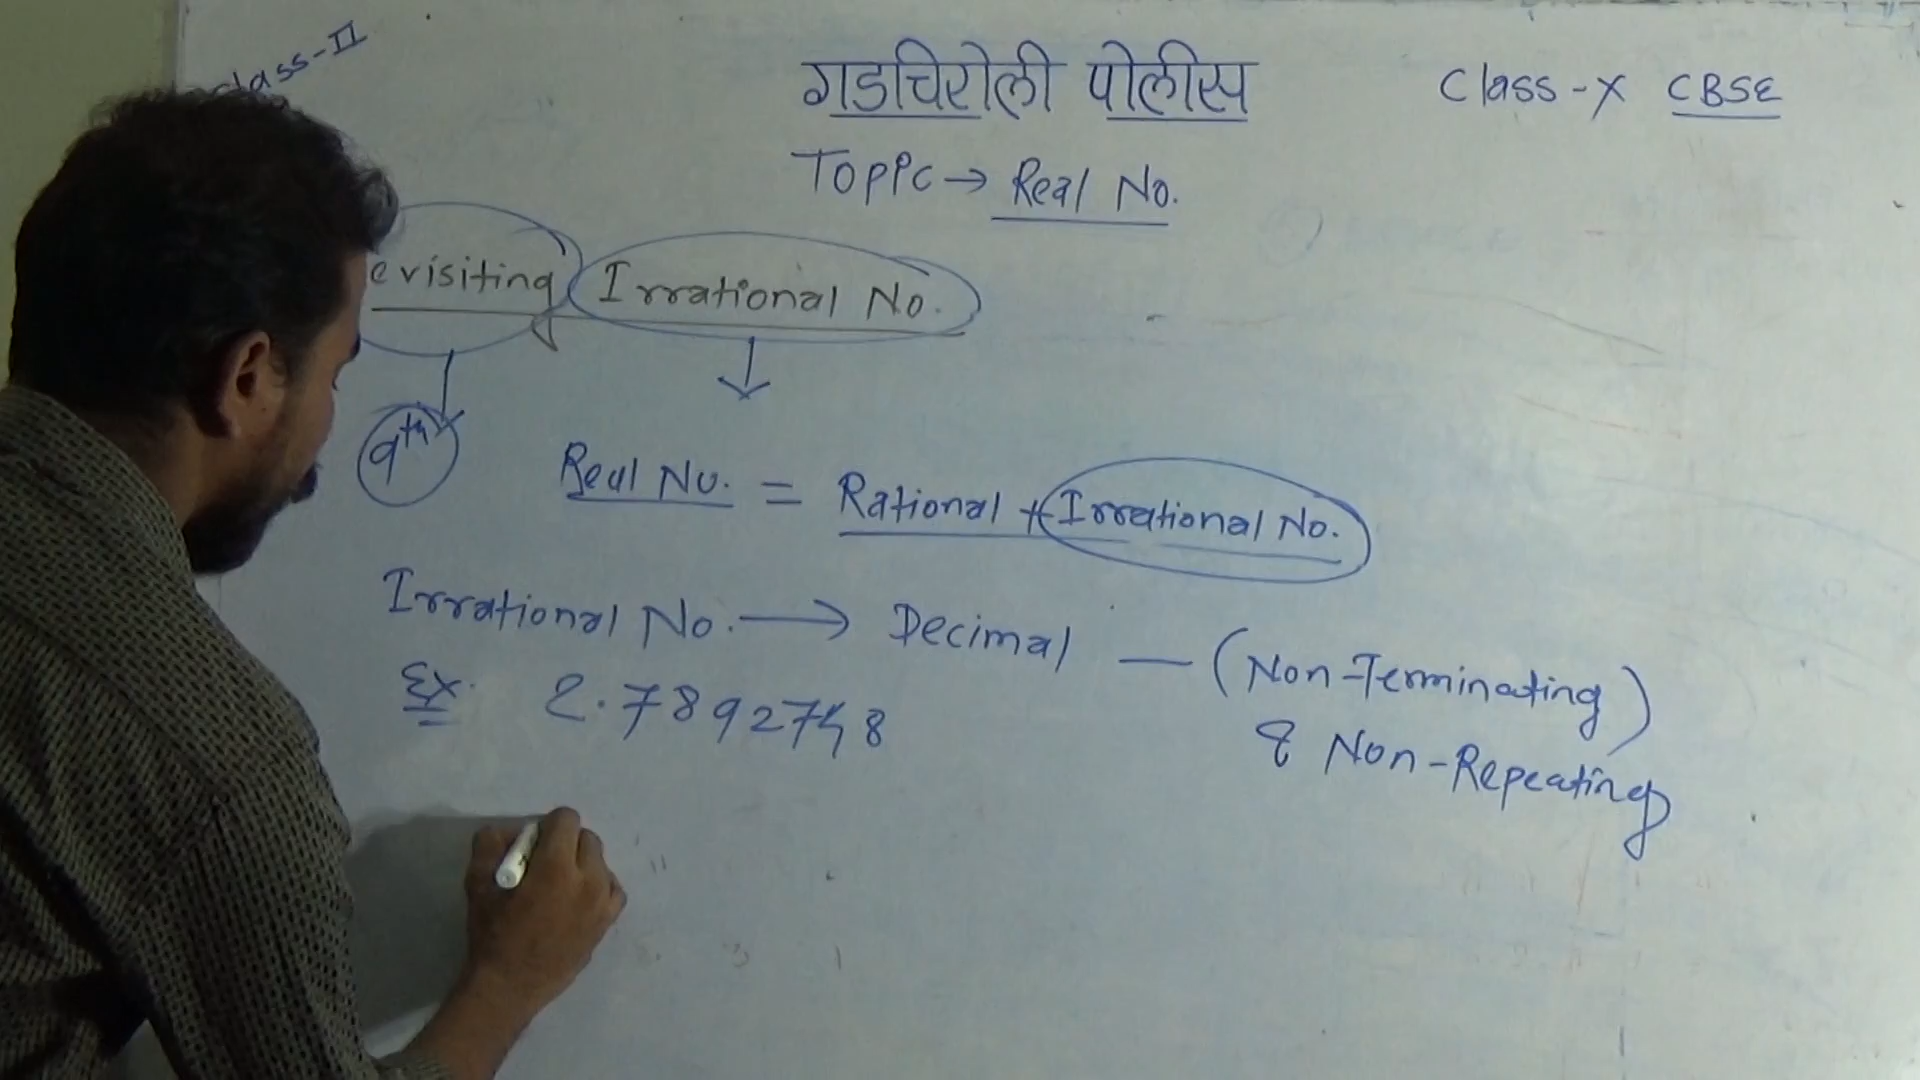 class-II
गडचिरोली पोलीस
Class-X CBSE
Topic → Real No.
evisiting Irrational No.
9th
Real No. = Rational + Irrational No.
Irrational No. → Decimal — (Non-Terminating)
& Non-Repeating
Ex. 2.7892748